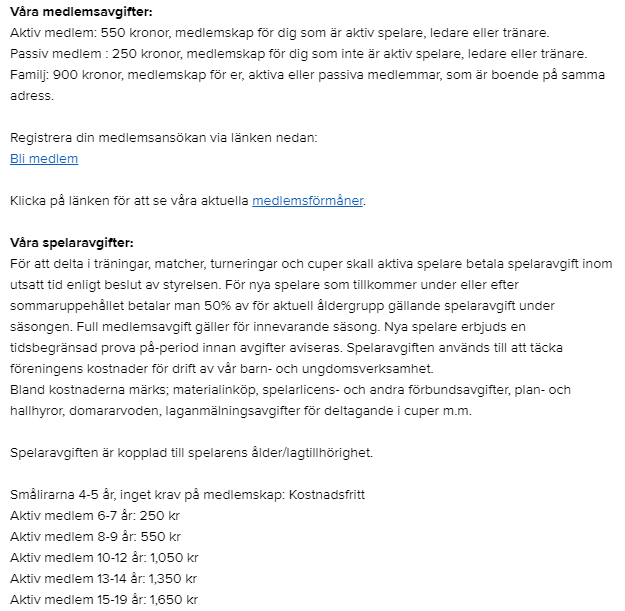 Våra medlemsavgifter:
Aktiv medlem: 550 kronor, medlemskap för dig som är aktiv spelare, ledare eller tränare.
Passiv medlem : 250 kronor, medlemskap för dig som inte är aktiv spelare, ledare eller tränare.
Familj: 900 kronor, medlemskap för er, aktiva eller passiva medlemmar, som är boende på samma
adress.
Registrera din medlemsansökan via länken nedan:
Bli medlem
Klicka på länken för att se våra aktuella medlemsförmåner.
Våra spelaravgifter:
För att delta i träningar, matcher, turneringar och cuper skall aktiva spelare betala spelaravgift inom
utsatt tid enligt beslut av styrelsen. För nya spelare som tillkommer under eller efter
sommaruppehållet betalar man 50% av för aktuell åldergrupp gällande spelaravgift under
säsongen. Full medlemsavgift gäller för innevarande säsong. Nya spelare erbjuds en
tidsbegränsad prova på-period innan avgifter aviseras. Spelaravgiften används till att täcka
föreningens kostnader för drift av vår barn- och ungdomsverksamhet.
Bland kostnaderna märks; materialinköp, spelarlicens- och andra förbundsavgifter, plan- och
hallhyror, domararvoden, laganmälningsavgifter för deltagande i cuper m.m.
Spelaravgiften är kopplad till spelarens ålder/lagtillhörighet.
Smålirarna 4-5 år, inget krav på medlemskap: Kostnadsfritt
Aktiv medlem 6-7 år: 250 kr
Aktiv medlem 8-9 år: 550 kr
Aktiv medlem 10-12 år: 1,050 kr
Aktiv medlem 13-14 år: 1,350 kr
Aktiv medlem 15-19 år: 1,650 kr